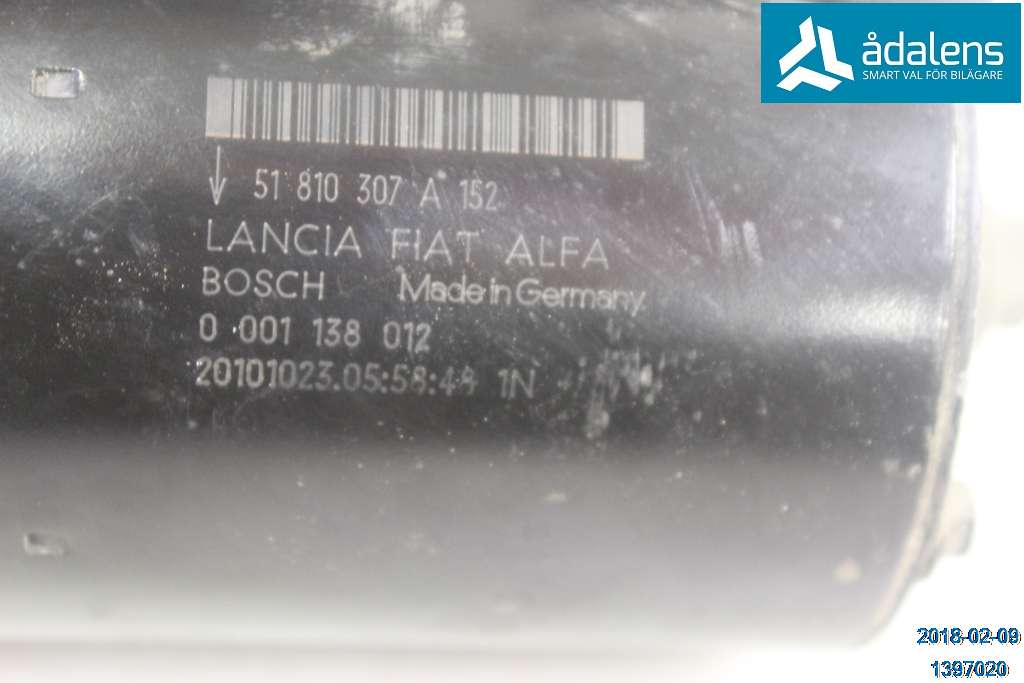 ådalens
SMART VAL FÖR BILÄGARE
51 810 307 A 152
LANCIA FIAT ALFA
BOSCH Made in Germany
0 001 138 012
20101023.05:58:48 1N
2018-02-09
1397020